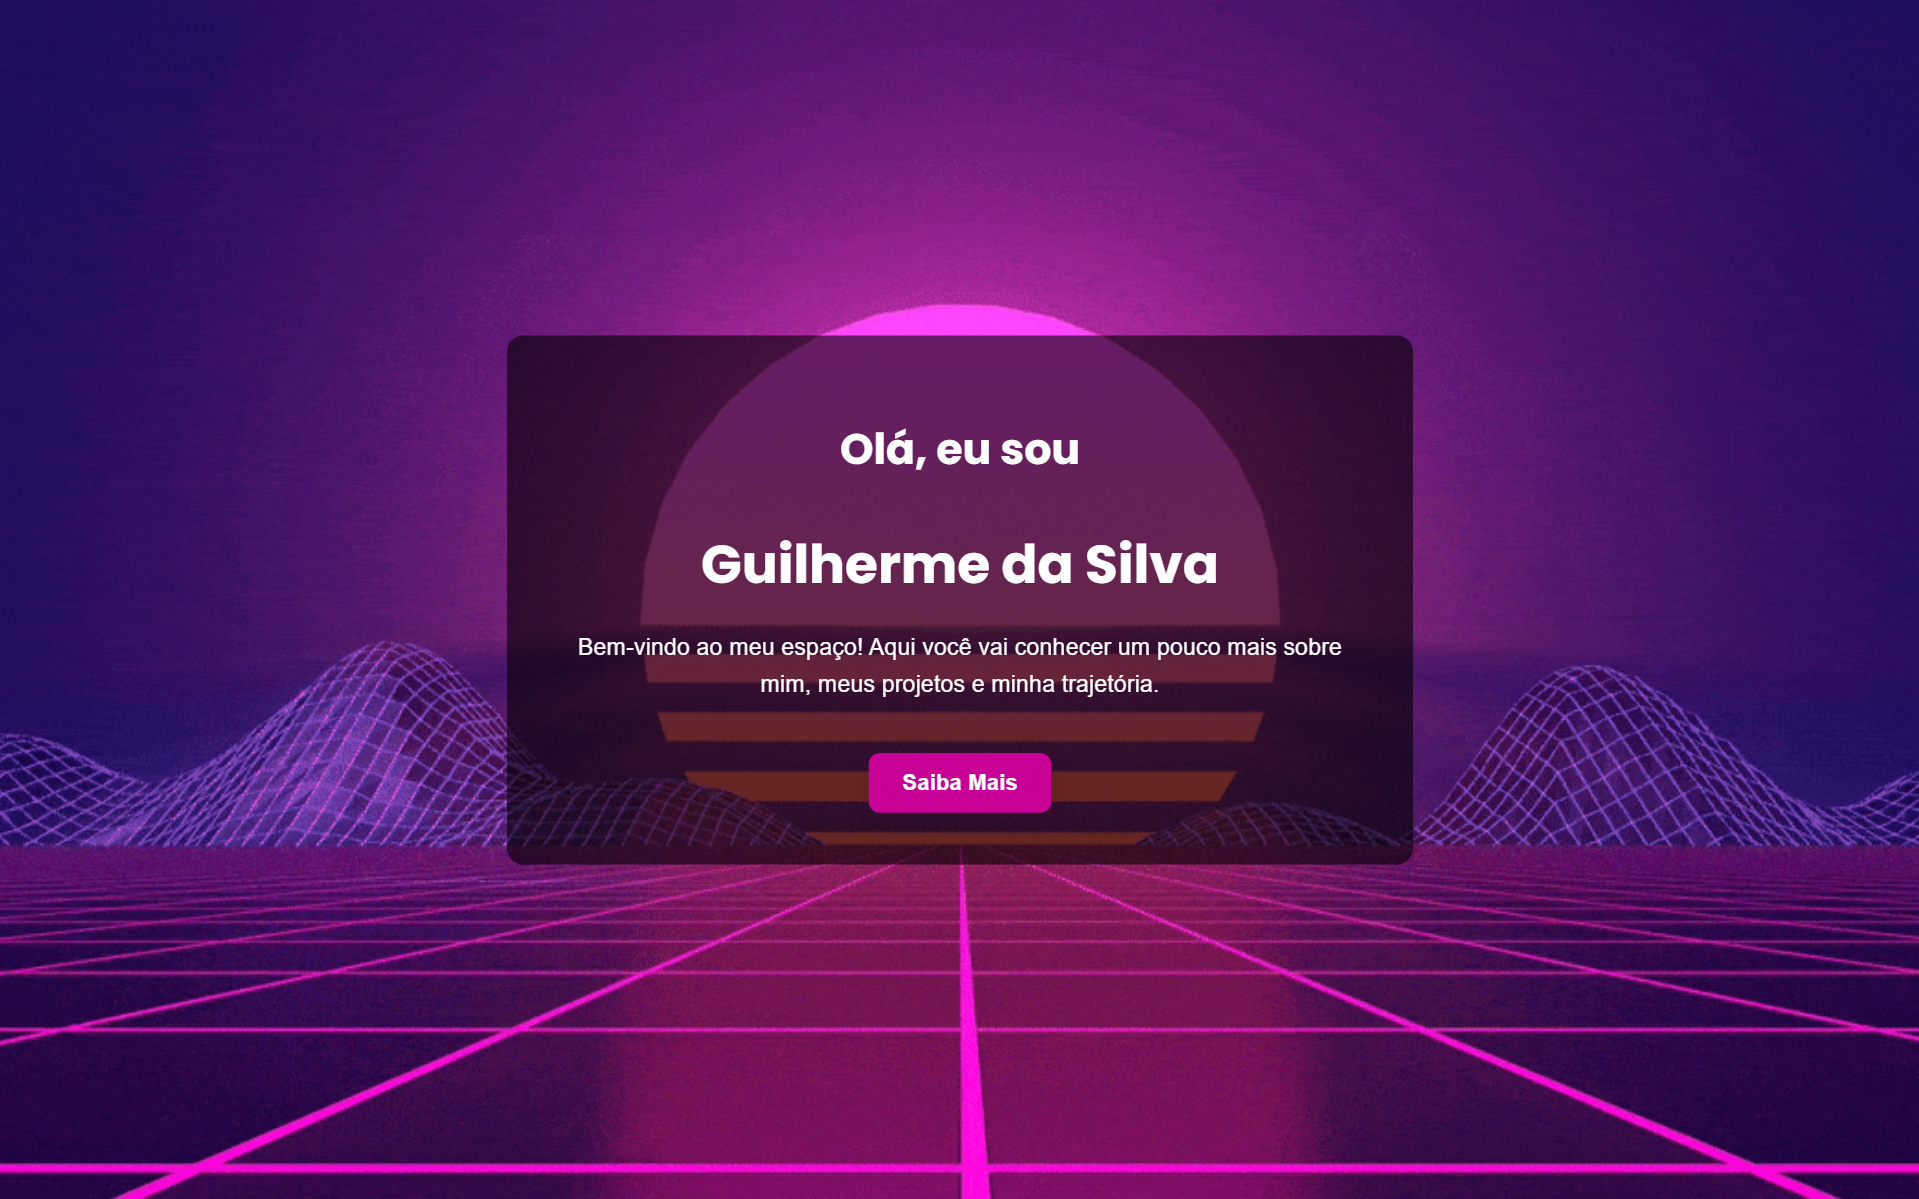 Olá, eu sou
Guilherme da Silva
Bem-vindo ao meu espaço! Aqui você vai conhecer um pouco mais sobre
mim, meus projetos e minha trajetória.
Saiba Mais